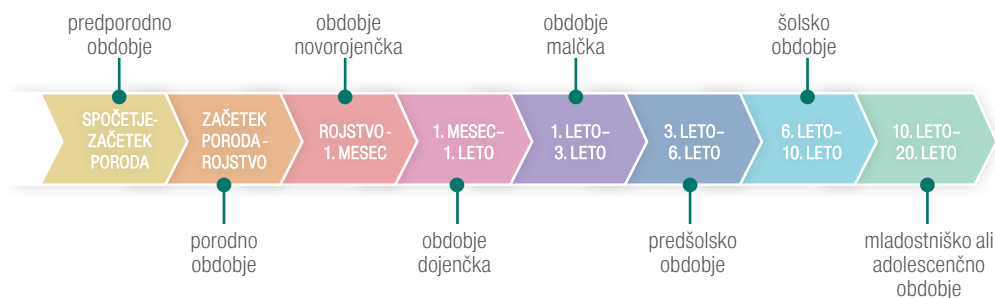 predporodno
obdobje
obdobje
novorojenčka
obdobje
malčka
šolsko
obdobje
SPOČETJE-
ZAČETEK
PORODA
ZAČETEK
PORODA -
ROJSTVO
ROJSTVO -
1. MESEC
1. MESEC–
1. LETO
1. LETO–
3. LETO
3. LETO–
6. LETO
6. LETO–
10. LETO
10. LETO–
20. LETO
porodno
obdobje
obdobje
dojenčka
predšolsko
obdobje
mladostniško ali
adolescenčno
obdobje